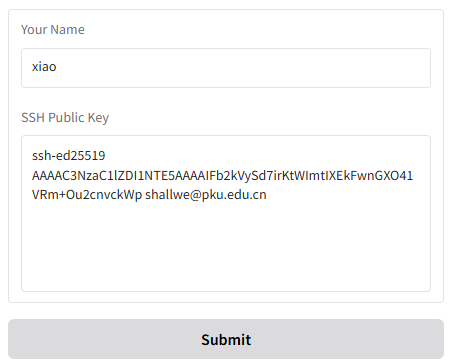 Your Name
xiao
SSH Public Key
ssh-ed25519
AAAAC3NzaC1lZDI1NTE5AAAAIFb2kVySd7irKtWImtIXEkFwnGXO41
VRm+Ou2cnvckWp shallwe@pku.edu.cn
Submit